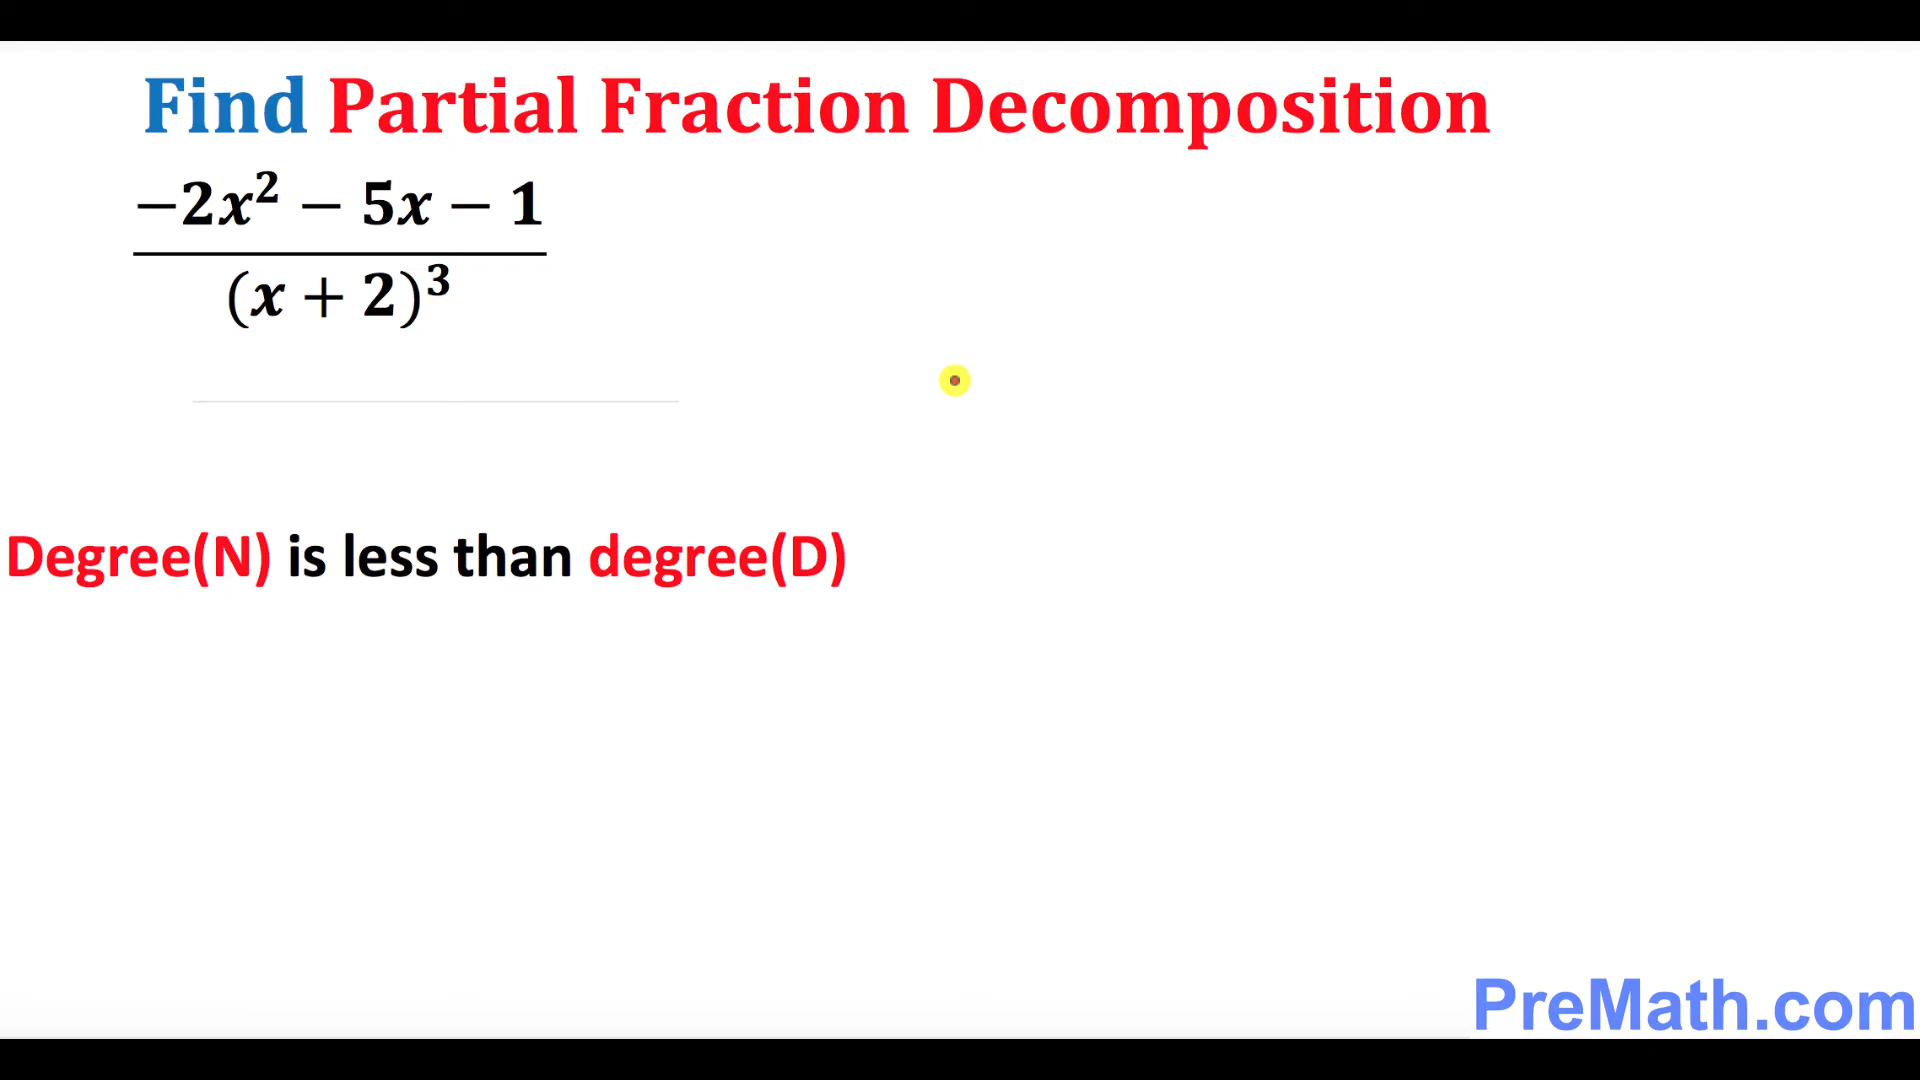 Find Partial Fraction Decomposition
−2x² − 5x − 1
(x + 2)³
Degree(N) is less than degree(D)
PreMath.com